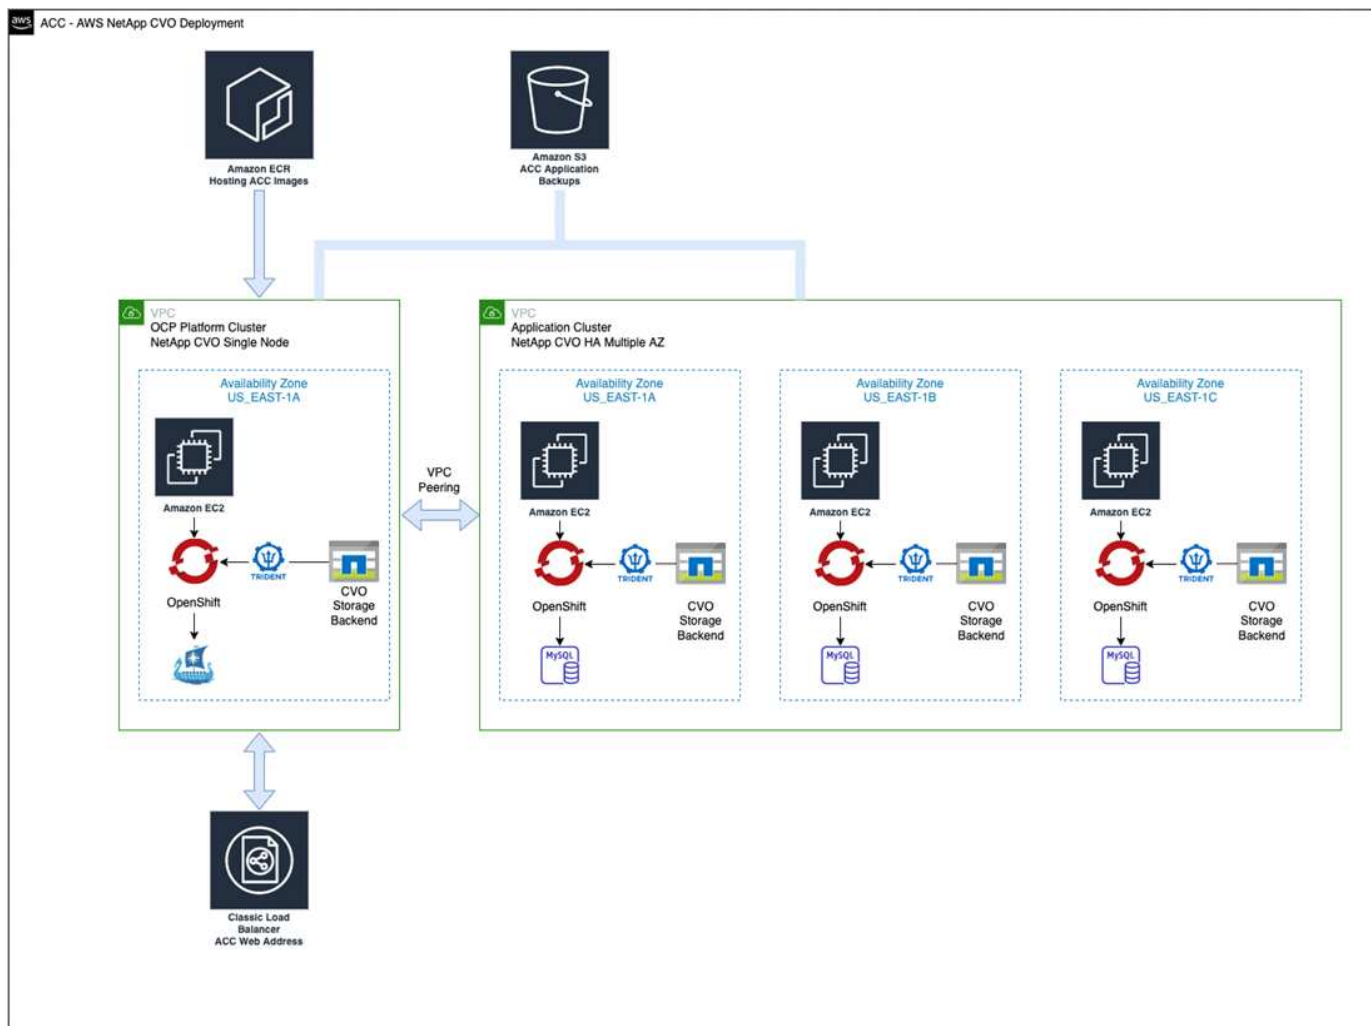 aws
ACC - AWS NetApp CVO Deployment
Amazon ECR
Hosting ACC Images
Amazon S3
ACC Application
Backups
VPC
OCP Platform Cluster
NetApp CVO Single Node
Availability Zone
US_EAST-1A
Amazon EC2
TRIDENT
OpenShift
CVO
Storage
Backend
VPC
Peering
VPC
Application Cluster
NetApp CVO HA Multiple AZ
Availability Zone
US_EAST-1A
Amazon EC2
TRIDENT
OpenShift
CVO
Storage
Backend
MySQL
Availability Zone
US_EAST-1B
Amazon EC2
TRIDENT
OpenShift
CVO
Storage
Backend
MySQL
Availability Zone
US_EAST-1C
Amazon EC2
TRIDENT
OpenShift
CVO
Storage
Backend
MySQL
Classic Load
Balancer
ACC Web Address